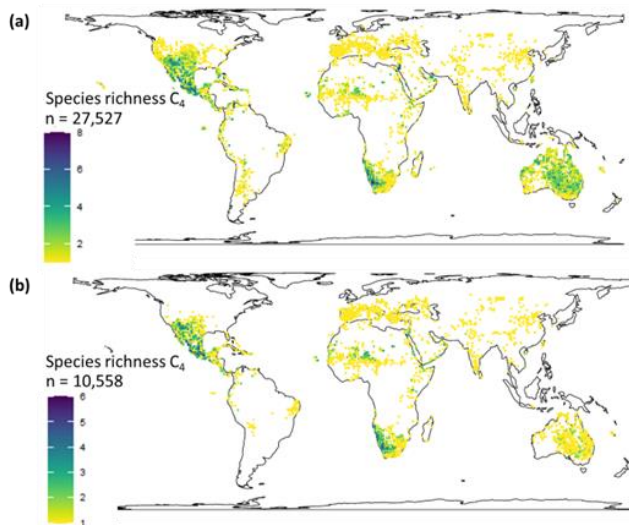 (a)
Species richness C₄
n = 27,527
8
6
4
2
(b)
Species richness C₄
n = 10,558
6
5
4
3
2
1